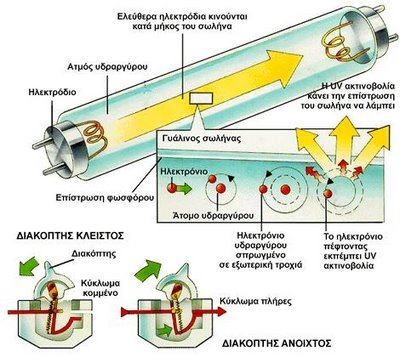 Ελεύθερα ηλεκτρόδια κινούνται
κατά μήκος του σωλήνα
Ατμός υδραργύρου
Ηλεκτρόδιο
Η UV ακτινοβολία
κάνει την επίστρωση
του σωλήνα να λάμπει
Γυάλινος σωλήνας
Επίστρωση φωσφόρου
Ηλεκτρόνιο
Άτομο υδραργύρου
Ηλεκτρόνιο
υδραργύρου
σπρωγμένο
σε εξωτερική τροχιά
Το ηλεκτρόνιο
πέφτοντας
εκπέμπει UV
ακτινοβολία
ΔΙΑΚΟΠΤΗΣ ΚΛΕΙΣΤΟΣ
Διακόπτης
Κύκλωμα
κομμένο
Κύκλωμα πλήρες
ΔΙΑΚΟΠΤΗΣ ΑΝΟΙΧΤΟΣ